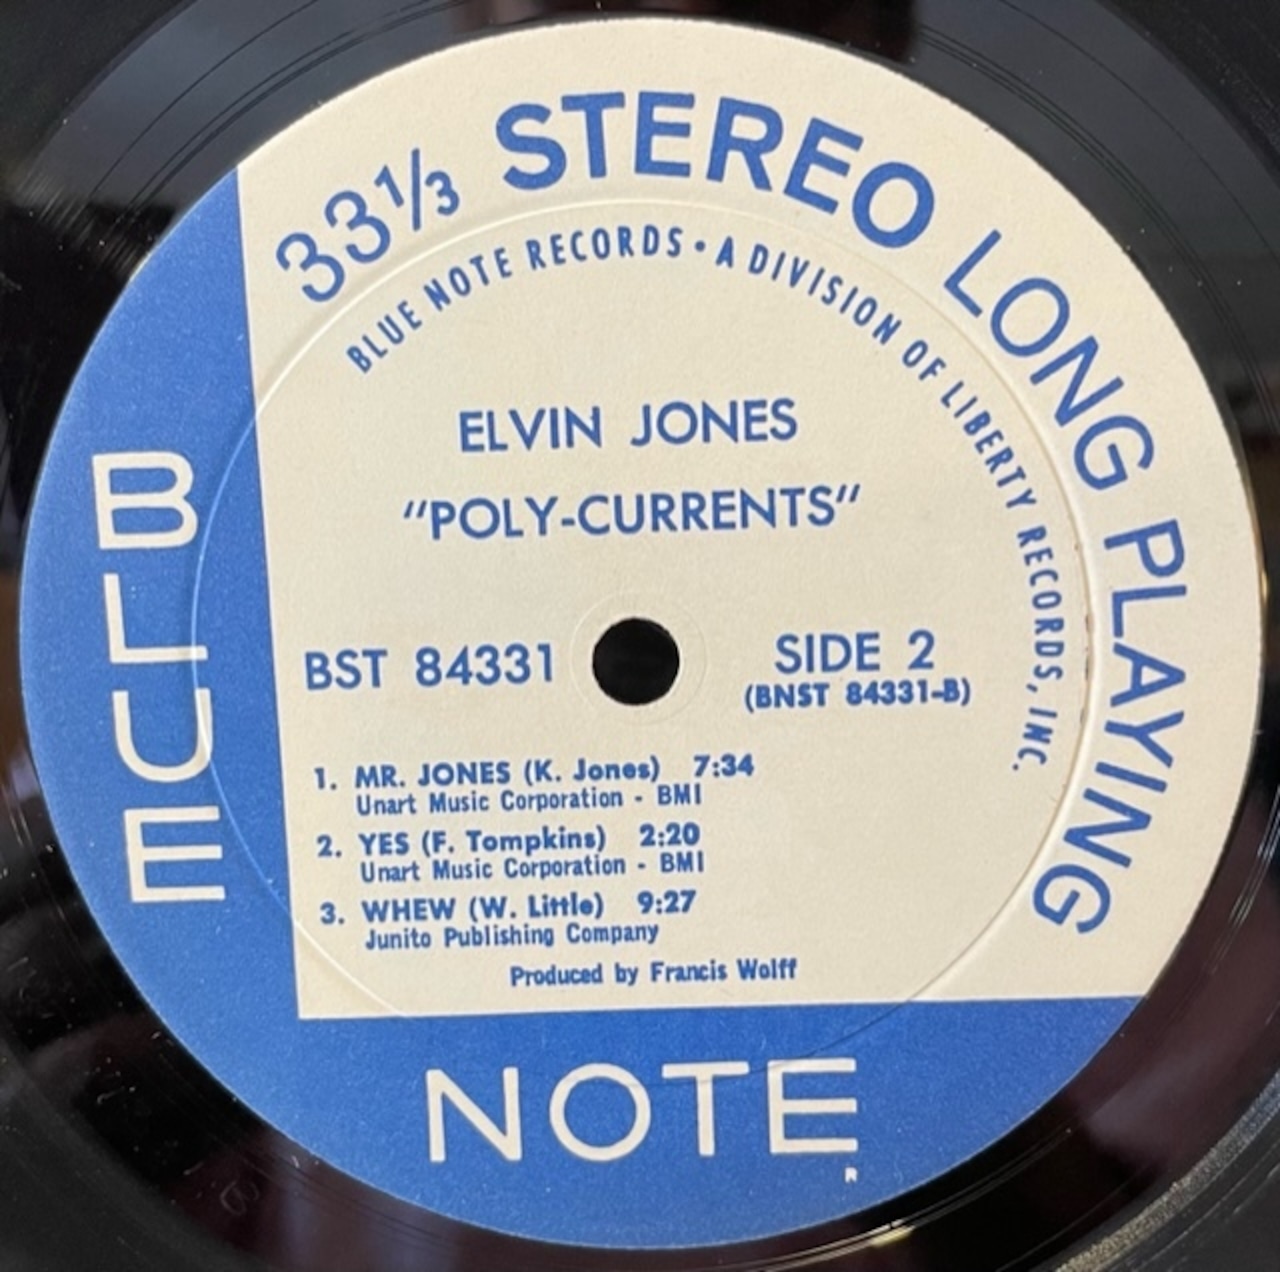 33⅓ STEREO LONG PLAYING
BLUE NOTE RECORDS • A DIVISION OF LIBERTY RECORDS, INC.
ELVIN JONES
"POLY-CURRENTS"
BST 84331
SIDE 2
(BNST 84331-B)
1. MR. JONES (K. Jones) 7:34
Unart Music Corporation - BMI
2. YES (F. Tompkins) 2:20
Unart Music Corporation - BMI
3. WHEW (W. Little) 9:27
Junito Publishing Company
Produced by Francis Wolff
BLUE
NOTE
R